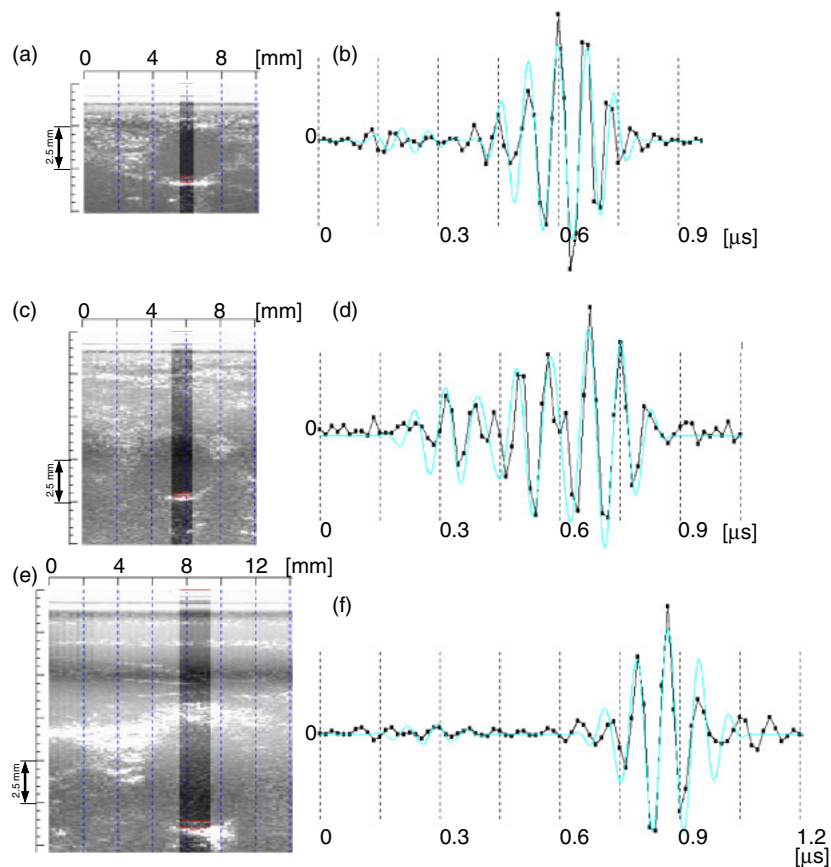 (a)
0 4 8 [mm]
2.5 mm
(b)
0
0 0.3 0.6 0.9 [μs]
(c)
0 4 8 [mm]
2.5 mm
(d)
0
0 0.3 0.6 0.9 [μs]
(e)
0 4 8 12 [mm]
2.5 mm
(f)
0
0 0.3 0.6 0.9 1.2
[μs]